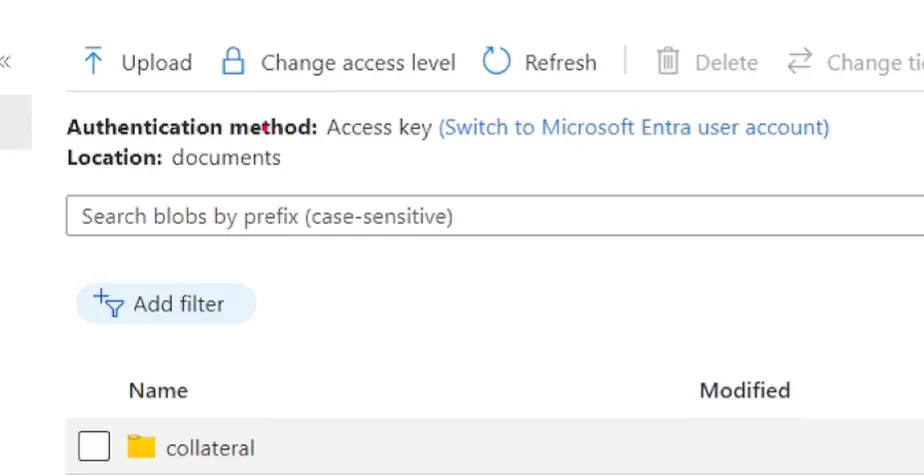 Upload Change access level Refresh Delete Change
Authentication method: Access key (Switch to Microsoft Entra user account)
Location: documents
Search blobs by prefix (case-sensitive)
Add filter
Name Modified
collateral